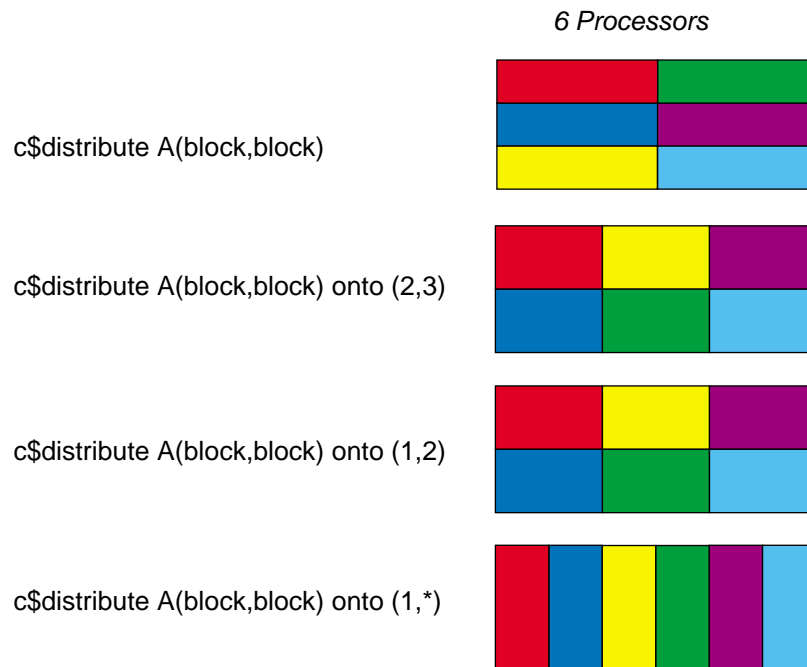 6 Processors
c$distribute A(block,block)
c$distribute A(block,block) onto (2,3)
c$distribute A(block,block) onto (1,2)
c$distribute A(block,block) onto (1,*)